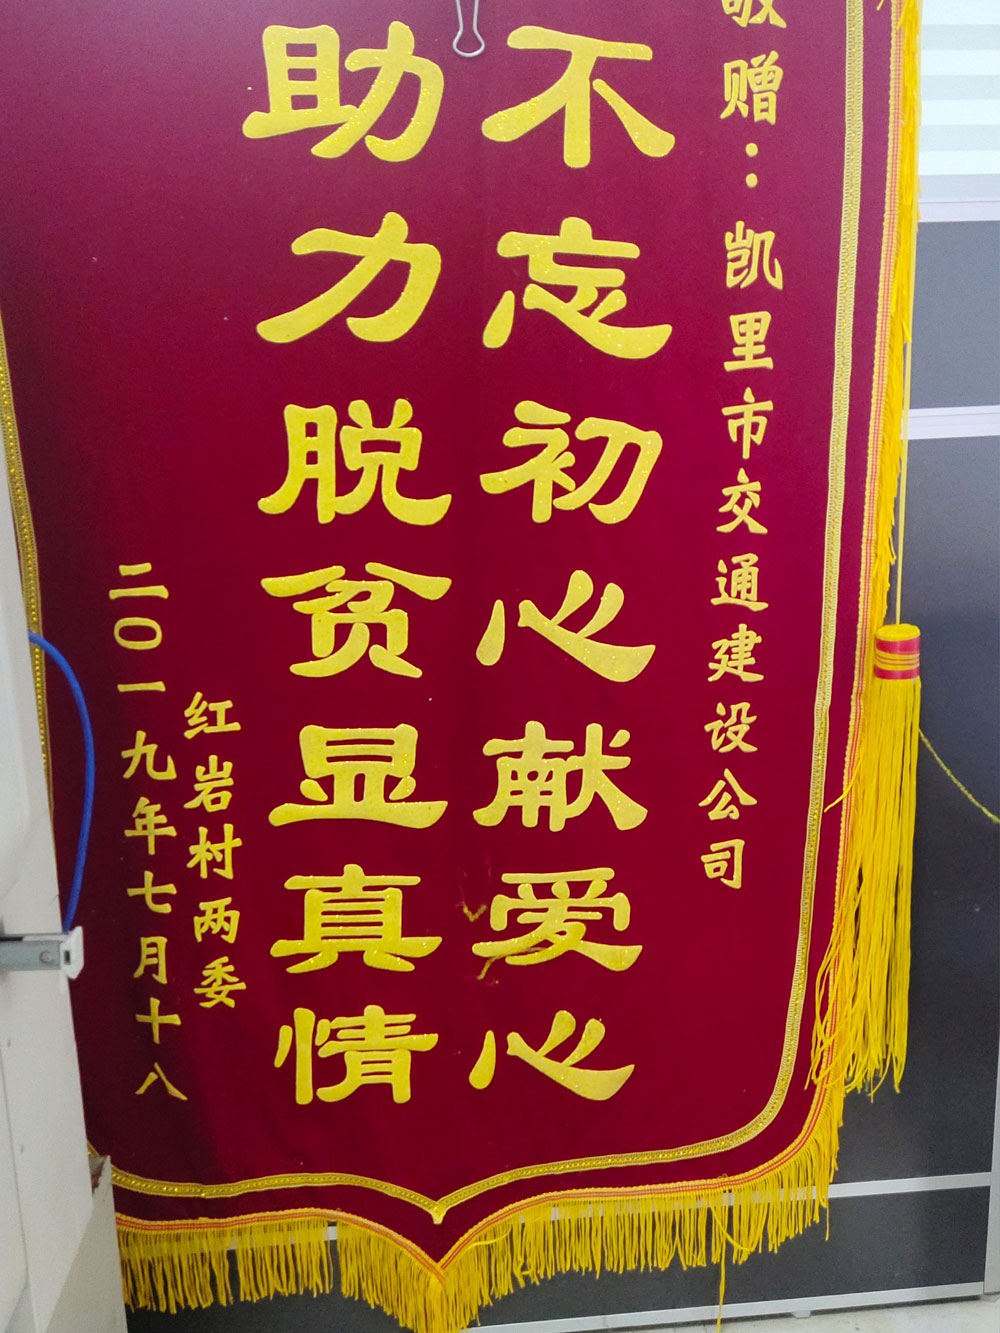 敬赠：凯里市交通建设公司
不忘初心献爱心
助力脱贫显真情
红岩村两委
二〇一九年七月十八